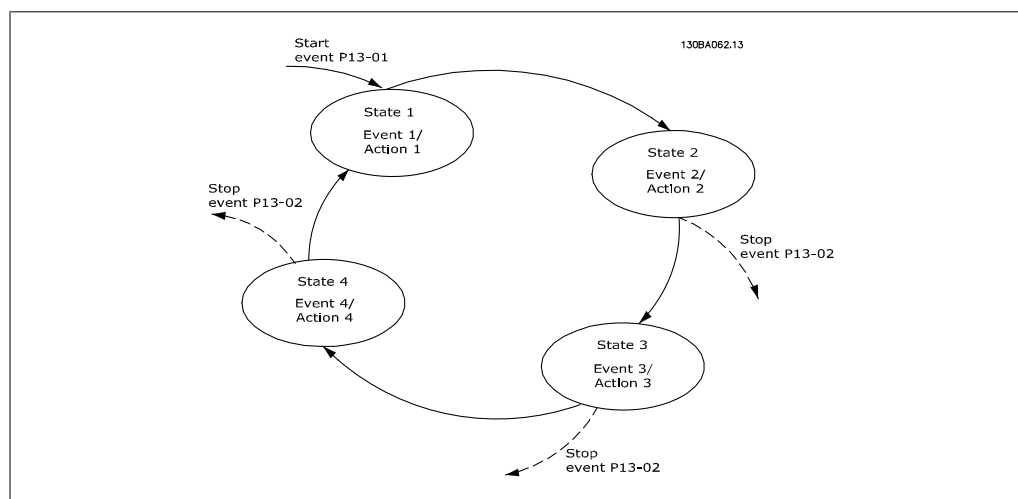 Start
event P13-01
130BA062.13
State 1
Event 1/
Action 1
State 2
Event 2/
Action 2
Stop
event P13-02
Stop
event P13-02
State 4
Event 4/
Action 4
State 3
Event 3/
Action 3
Stop
event P13-02